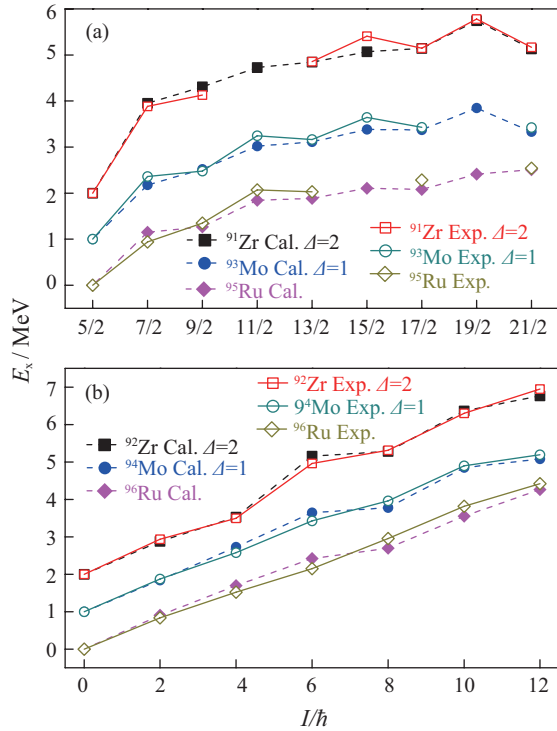 (a)
6
5
4
3
2
1
0
⁹¹Zr Cal. Δ=2
⁹³Mo Cal. Δ=1
⁹⁵Ru Cal.
⁹¹Zr Exp. Δ=2
⁹³Mo Exp. Δ=1
⁹⁵Ru Exp.
5/2 7/2 9/2 11/2 13/2 15/2 17/2 19/2 21/2
Eₓ / MeV
(b)
7
6
5
4
3
2
1
0
⁹²Zr Exp. Δ=2
9⁴Mo Exp. Δ=1
⁹⁶Ru Exp.
⁹²Zr Cal. Δ=2
⁹⁴Mo Cal. Δ=1
⁹⁶Ru Cal.
0 2 4 6 8 10 12
I/ħ